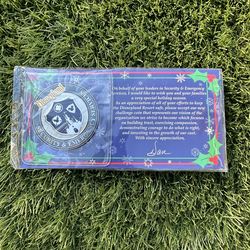 On behalf of your leaders in Security & Emergency
Services, I would like to wish you and your families
a very special holiday season.
As an appreciation of all of your efforts to keep
the Disneyland Resort safe, please accept our new
challenge coin that represents our vision of the
organization we strive to become which focuses
on building trust, exercising compassion,
demonstrating courage to do what is right,
and investing in the growth of our cast.
With sincere appreciation,
Dan